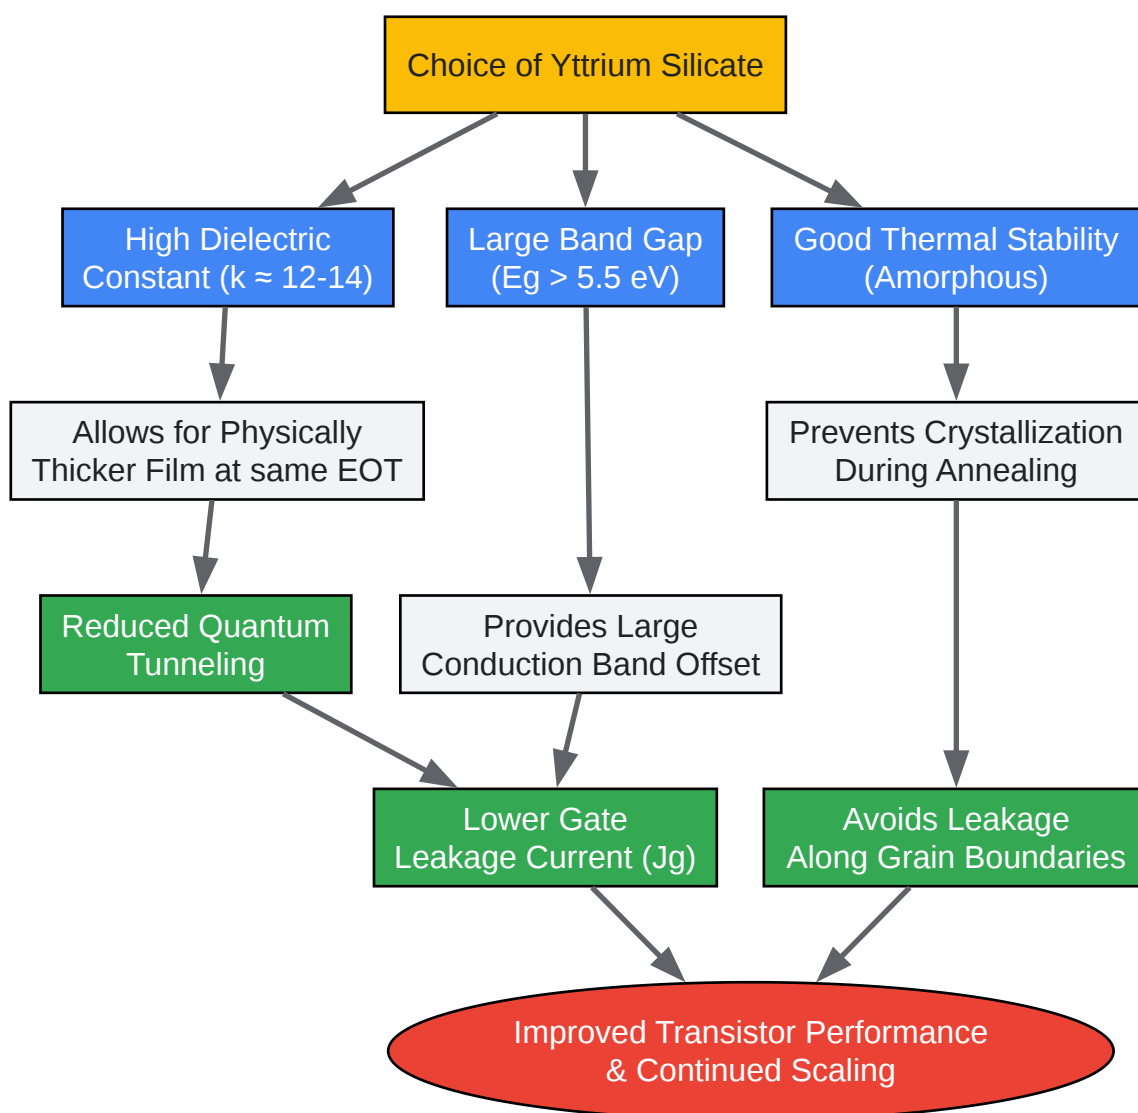 Choice of Yttrium Silicate
High Dielectric
Constant (k ≈ 12-14)
Large Band Gap
(Eg > 5.5 eV)
Good Thermal Stability
(Amorphous)
Allows for Physically
Thicker Film at same EOT
Prevents Crystallization
During Annealing
Reduced Quantum
Tunneling
Provides Large
Conduction Band Offset
Lower Gate
Leakage Current (Jg)
Avoids Leakage
Along Grain Boundaries
Improved Transistor Performance
& Continued Scaling